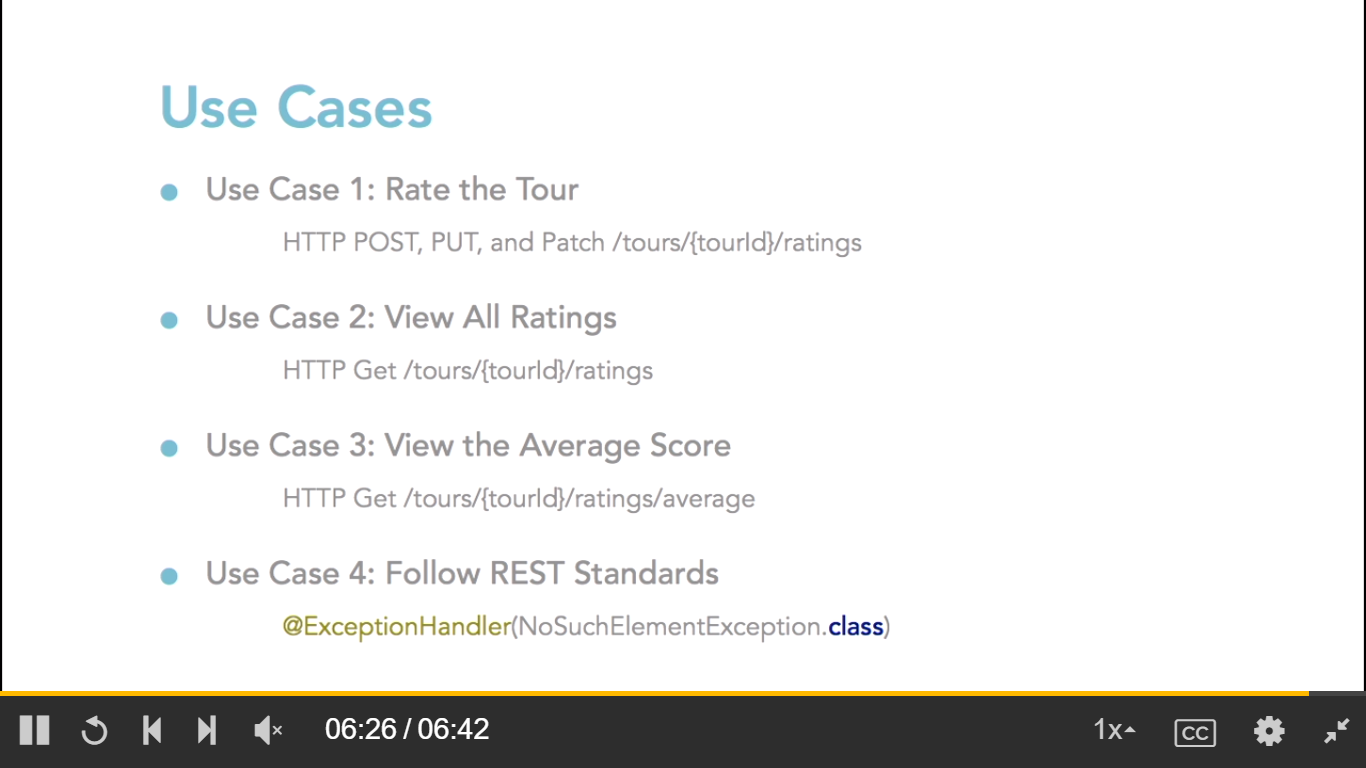 Use Cases
Use Case 1: Rate the Tour
HTTP POST, PUT, and Patch /tours/{tourId}/ratings
Use Case 2: View All Ratings
HTTP Get /tours/{tourId}/ratings
Use Case 3: View the Average Score
HTTP Get /tours/{tourId}/ratings/average
Use Case 4: Follow REST Standards
@ExceptionHandler(NoSuchElementException.class)
06:26 / 06:42 1x CC